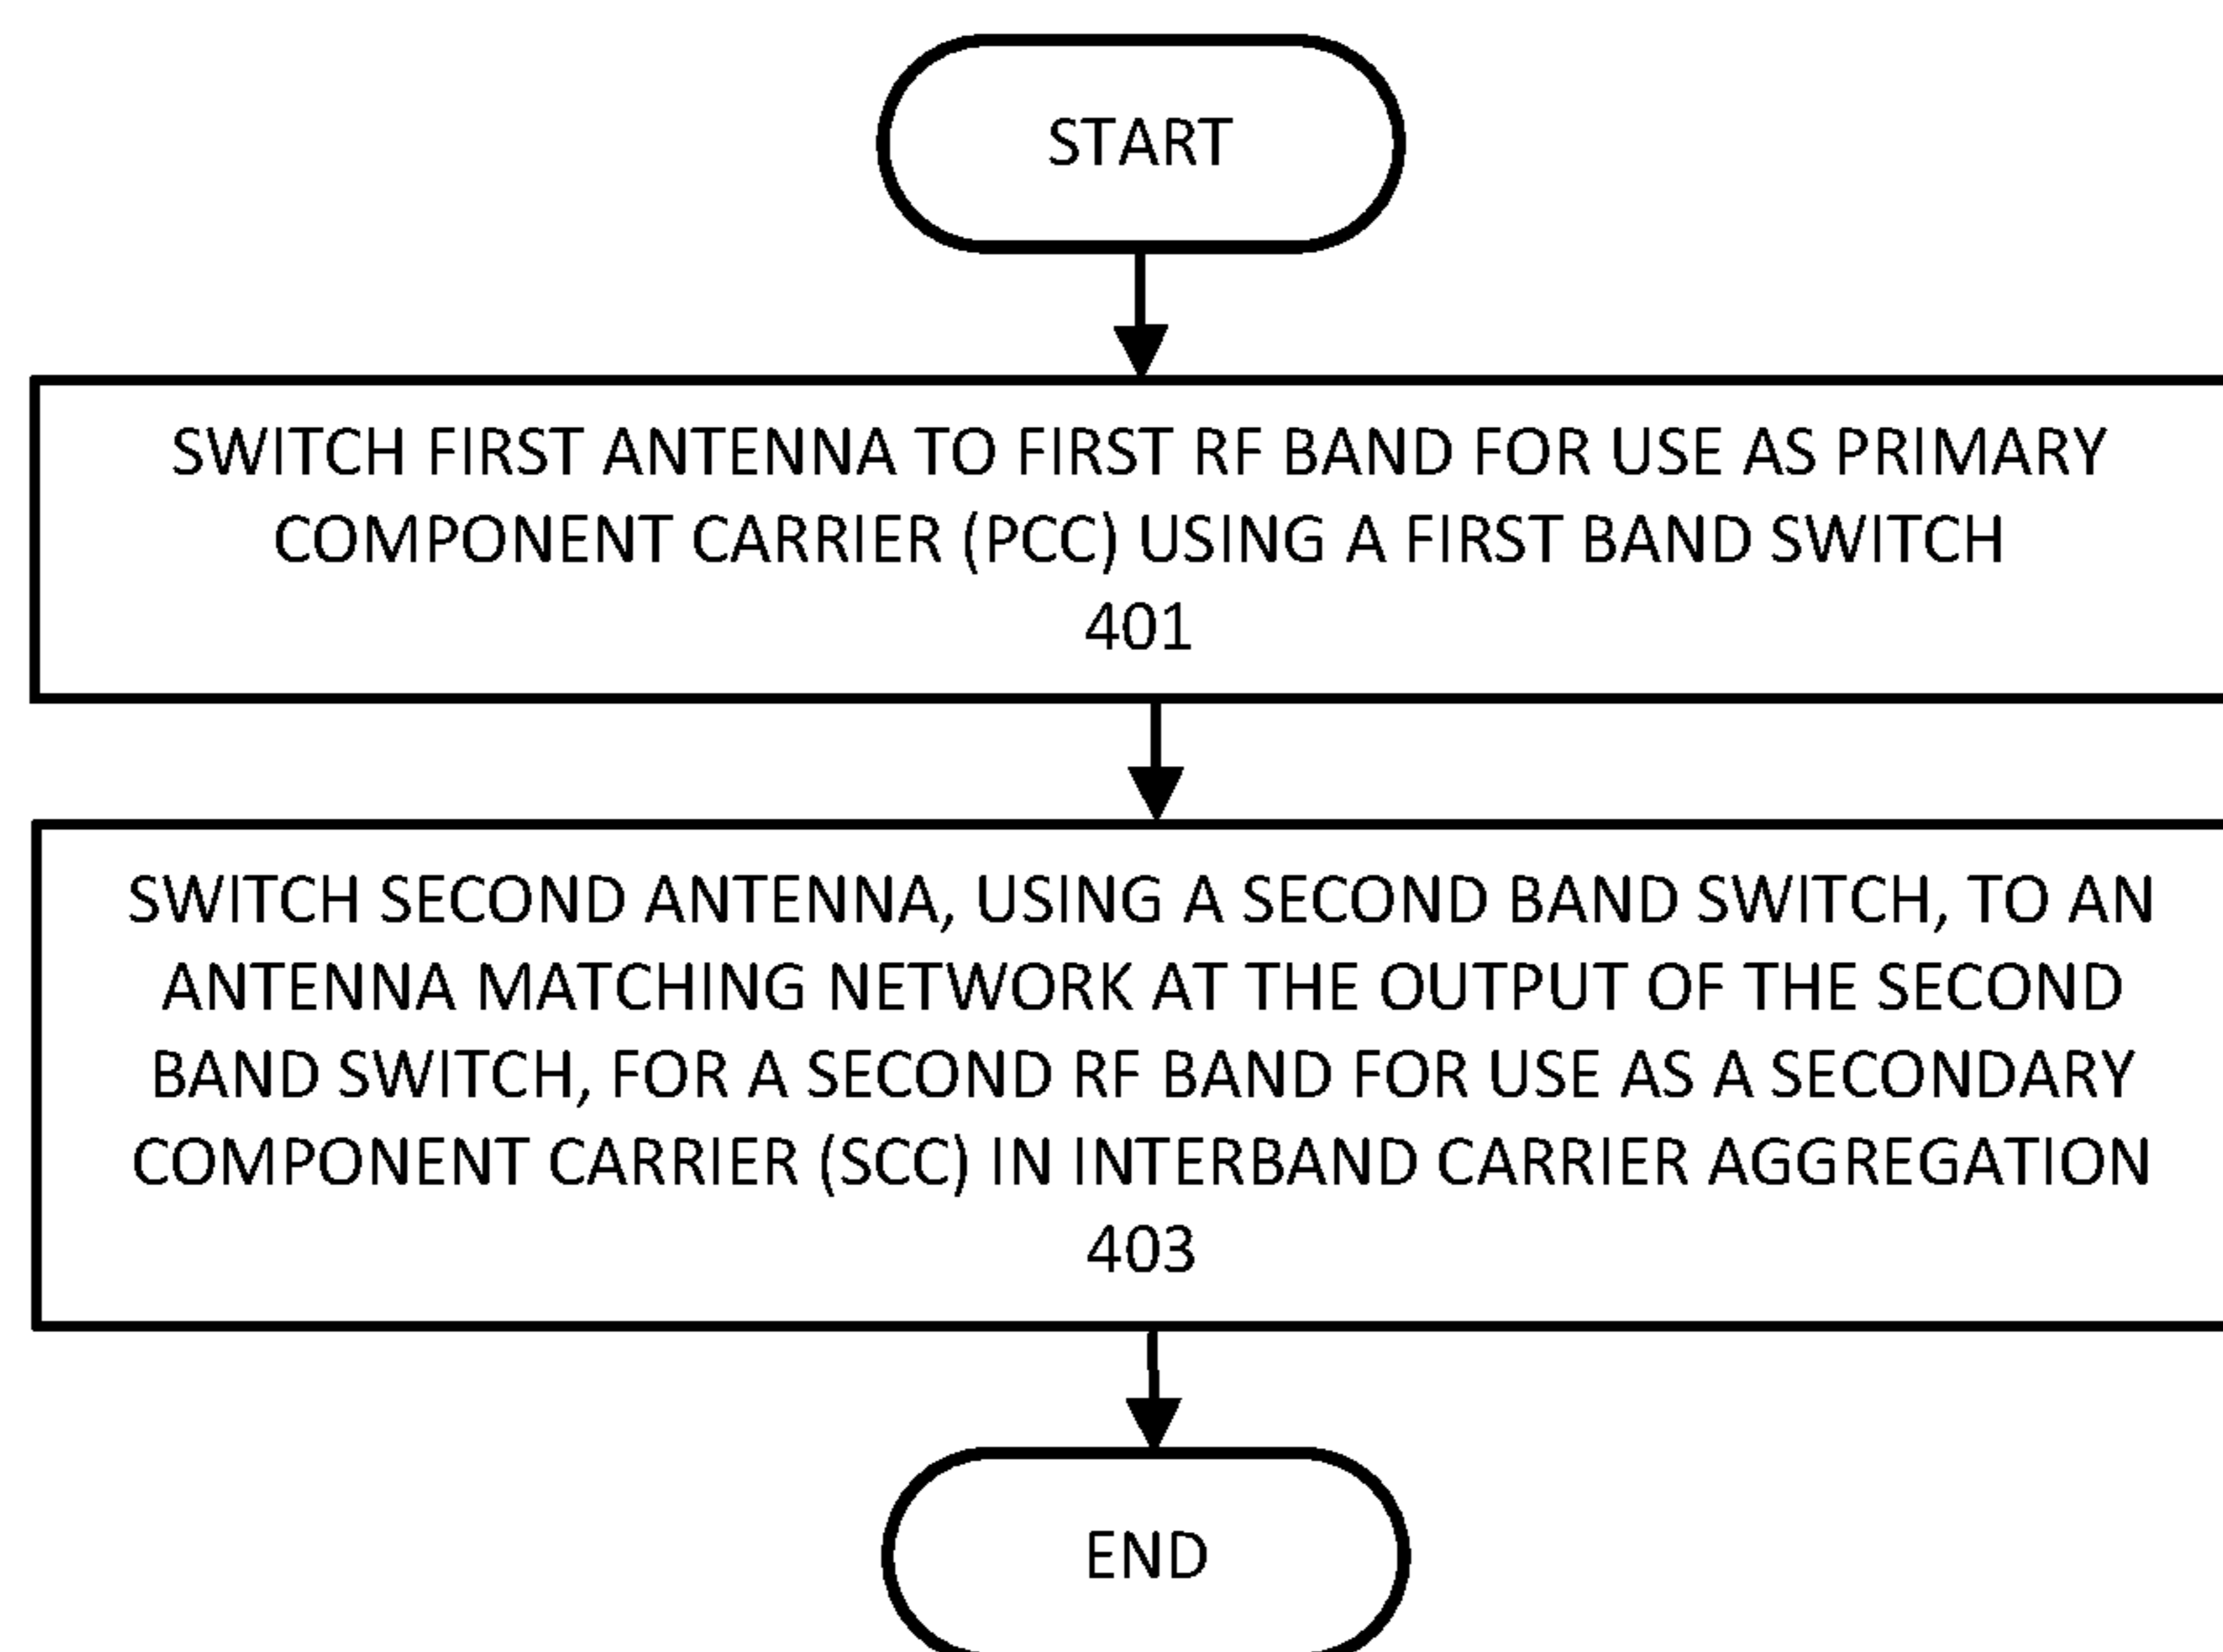 START
SWITCH FIRST ANTENNA TO FIRST RF BAND FOR USE AS PRIMARY
COMPONENT CARRIER (PCC) USING A FIRST BAND SWITCH
401
SWITCH SECOND ANTENNA, USING A SECOND BAND SWITCH, TO AN
ANTENNA MATCHING NETWORK AT THE OUTPUT OF THE SECOND
BAND SWITCH, FOR A SECOND RF BAND FOR USE AS A SECONDARY
COMPONENT CARRIER (SCC) IN INTERBAND CARRIER AGGREGATION
403
END